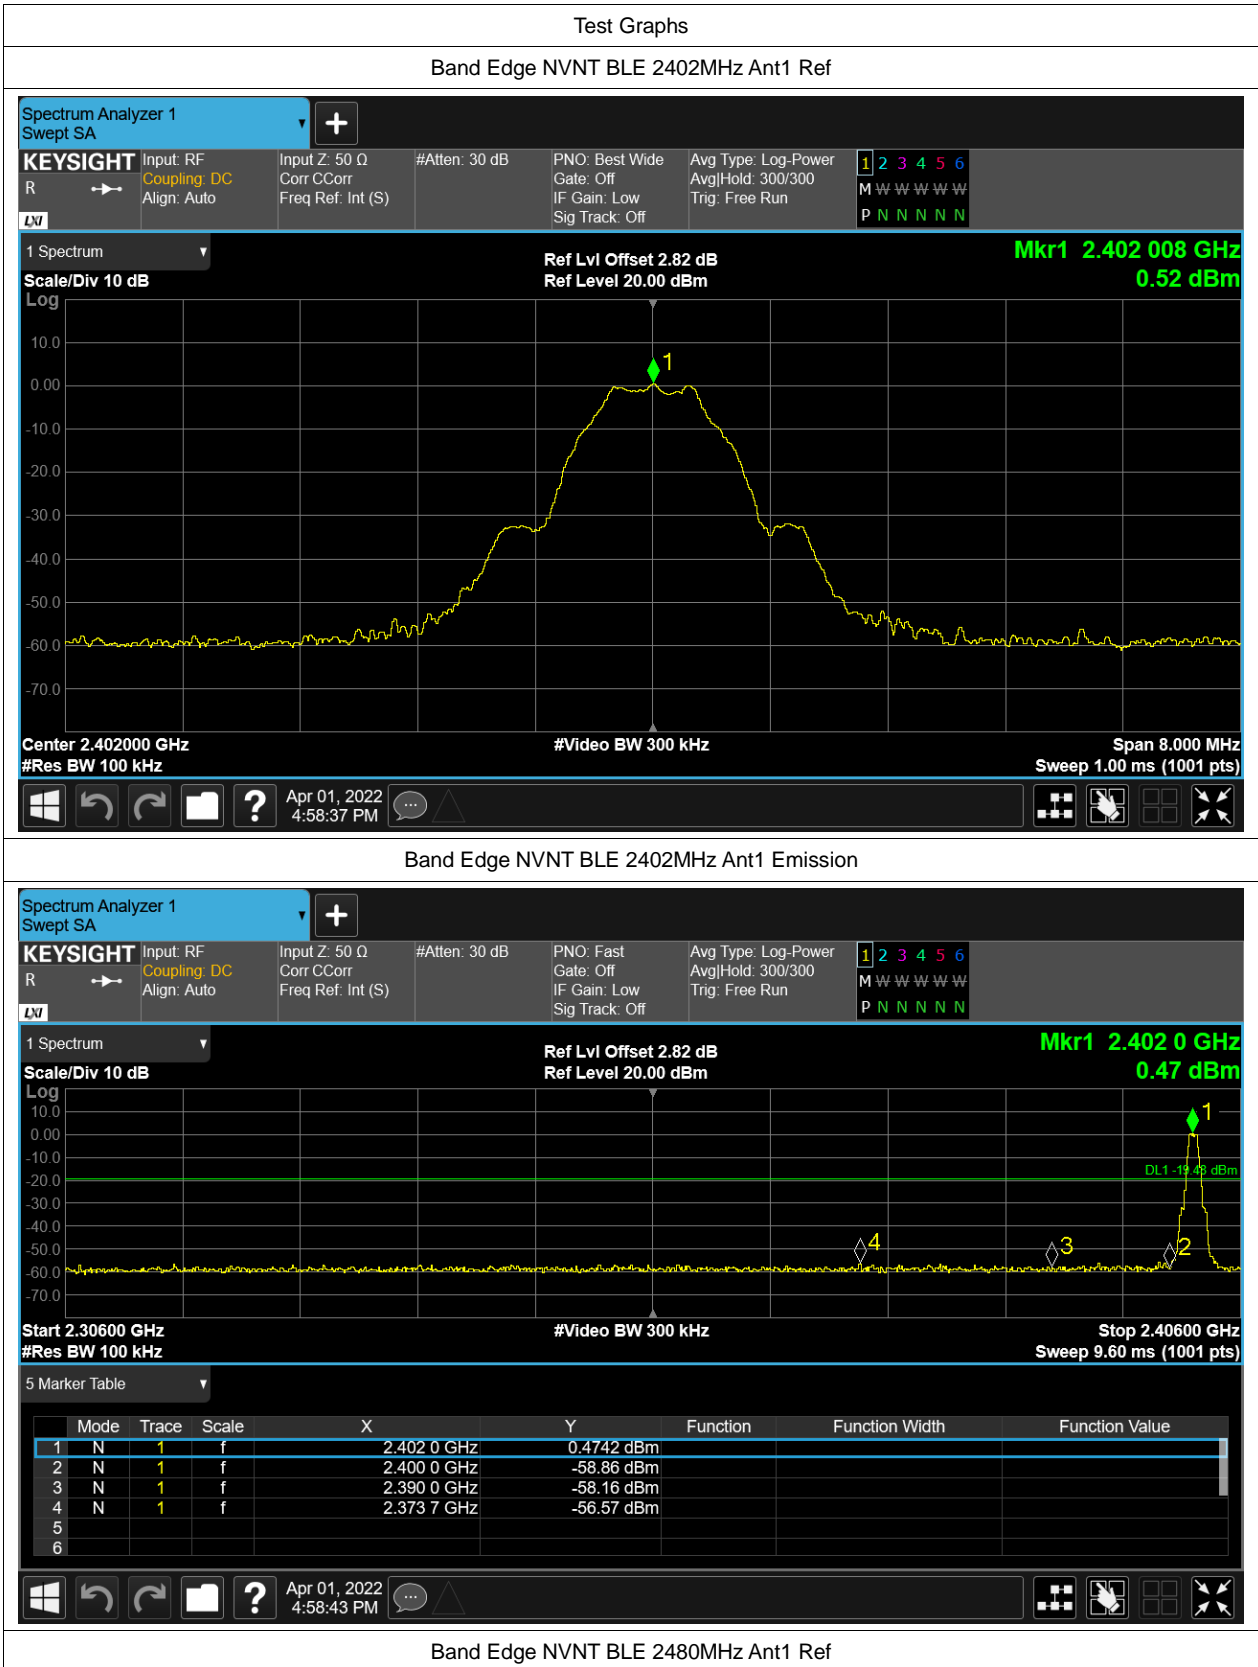 Test Graphs
Band Edge NVNT BLE 2402MHz Ant1 Ref
Spectrum Analyzer 1
Swept SA
KEYSIGHT Input: RF Input Z: 50 Ω #Atten: 30 dB PNO: Best Wide Avg Type: Log-Power 1 2 3 4 5 6
R Coupling: DC Corr CCorr Gate: Off Avg|Hold: 300/300 M W W W W W
Align: Auto Freq Ref: Int (S) IF Gain: Low Trig: Free Run
LXI Sig Track: Off P N N N N N
1 Spectrum Ref Lvl Offset 2.82 dB Mkr1 2.402 008 GHz
Scale/Div 10 dB Ref Level 20.00 dBm 0.52 dBm
Log
1
10.0
0.00
-10.0
-20.0
-30.0
-40.0
-50.0
-60.0
-70.0
Center 2.402000 GHz #Video BW 300 kHz Span 8.000 MHz
#Res BW 100 kHz Sweep 1.00 ms (1001 pts)
? Apr 01, 2022
4:58:37 PM
Band Edge NVNT BLE 2402MHz Ant1 Emission
Spectrum Analyzer 1
Swept SA
KEYSIGHT Input: RF Input Z: 50 Ω #Atten: 30 dB PNO: Fast Avg Type: Log-Power 1 2 3 4 5 6
R Coupling: DC Corr CCorr Gate: Off Avg|Hold: 300/300 M W W W W W
Align: Auto Freq Ref: Int (S) IF Gain: Low Trig: Free Run
LXI Sig Track: Off P N N N N N
1 Spectrum Ref Lvl Offset 2.82 dB Mkr1 2.402 0 GHz
Scale/Div 10 dB Ref Level 20.00 dBm 0.47 dBm
Log
10.0 1
0.00
-10.0
DL1 -19.48 dBm
-20.0
-30.0
-40.0
-50.0 4 3 2
-60.0
-70.0
Start 2.30600 GHz #Video BW 300 kHz Stop 2.40600 GHz
#Res BW 100 kHz Sweep 9.60 ms (1001 pts)
5 Marker Table
Mode Trace Scale X Y Function Function Width Function Value
1 N 1 f 2.402 0 GHz 0.4742 dBm
2 N 1 f 2.400 0 GHz -58.86 dBm
3 N 1 f 2.390 0 GHz -58.16 dBm
4 N 1 f 2.373 7 GHz -56.57 dBm
5
6
? Apr 01, 2022
4:58:43 PM
Band Edge NVNT BLE 2480MHz Ant1 Ref